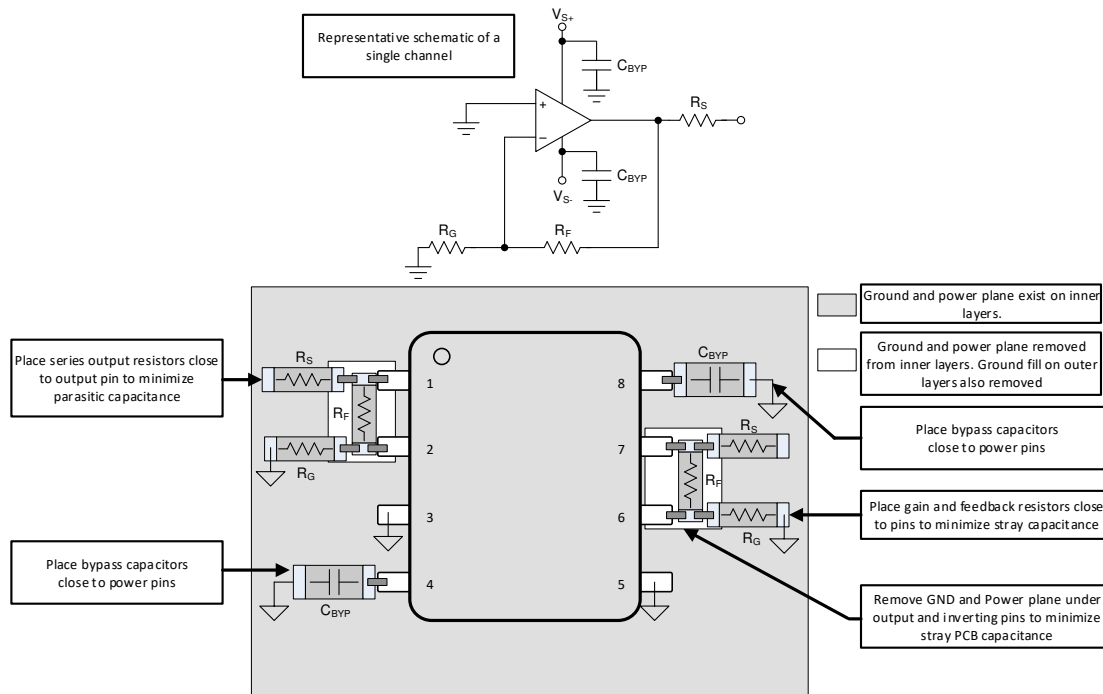 Representative schematic of a
single channel
VS+
CBYP
RS
+
−
CBYP
VS-
RG
RF
Ground and power plane exist on inner
layers.
Ground and power plane removed
from inner layers. Ground fill on outer
layers also removed
Place series output resistors close
to output pin to minimize
parasitic capacitance
RS
RF
RG
1
2
3
4
8
7
6
5
CBYP
RS
RF
RG
CBYP
Place bypass capacitors
close to power pins
Place gain and feedback resistors close
to pins to minimize stray capacitance
Place bypass capacitors
close to power pins
Remove GND and Power plane under
output and inverting pins to minimize
stray PCB capacitance